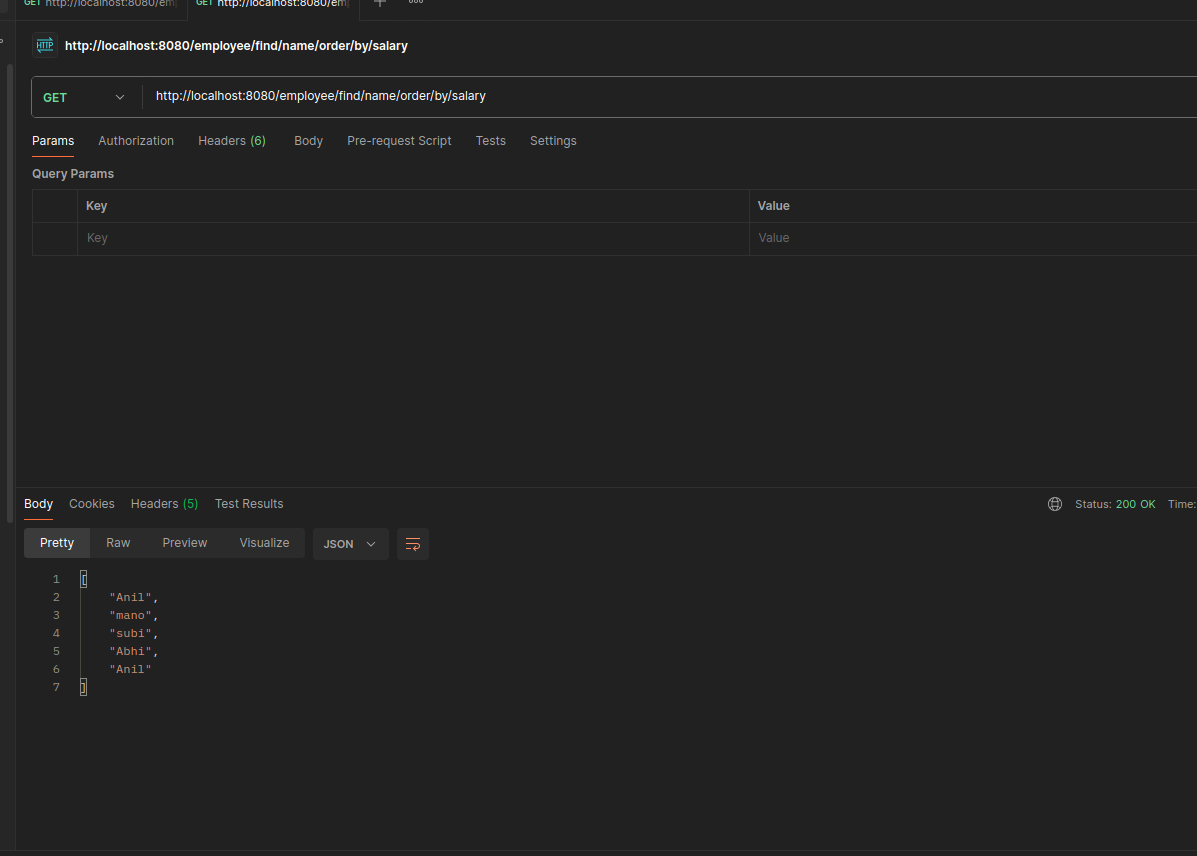 GET http://localhost:8080/em GET http://localhost:8080/em
HTTP http://localhost:8080/employee/find/name/order/by/salary
GET http://localhost:8080/employee/find/name/order/by/salary
Params Authorization Headers (6) Body Pre-request Script Tests Settings
Query Params
Key Value
Key Value
Body Cookies Headers (5) Test Results Status: 200 OK Time:
Pretty Raw Preview Visualize JSON
1 [
2 "Anil",
3 "mano",
4 "subi",
5 "Abhi",
6 "Anil"
7 ]